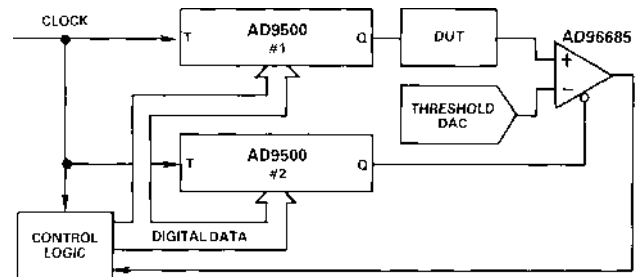 CLOCK
T
AD9500
#1
Q
DUT
AD96685
+
−
THRESHOLD
DAC
T
AD9500
#2
Q
CONTROL
LOGIC
DIGITAL DATA